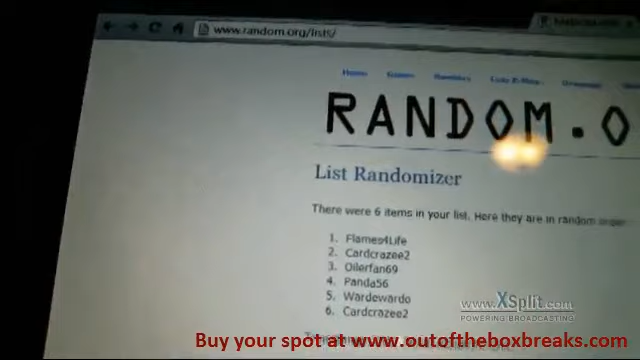 www.random.org/lists/
Home Games Numbers
RANDOM.O
List Randomizer
There were 6 items in your list. Here they are in random order
1. Flames4Life
2. Cardcrazee2
3. Oilerfan69
4. Panda56
5. Wardewardo
6. Cardcrazee2
www.XSplit.com
POWERING BROADCASTING
Buy your spot at www.outoftheboxbreaks.com